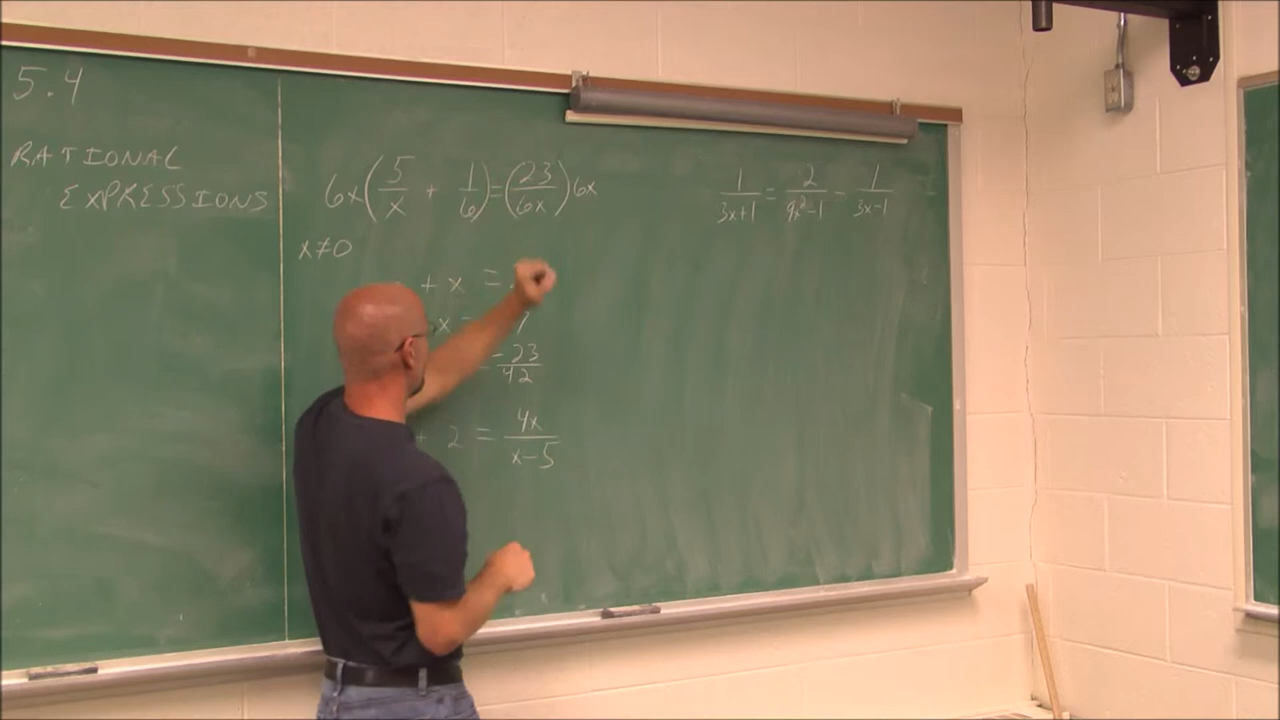 5.4
RATIONAL
EXPRESSIONS
6x(5/x + 1/6) = (23/6x)6x
x≠0
+ x =
x
-23/42
+ 2 = 4x/(x-5)
1/(3x+1) = 2/(9x²-1) - 1/(3x-1)